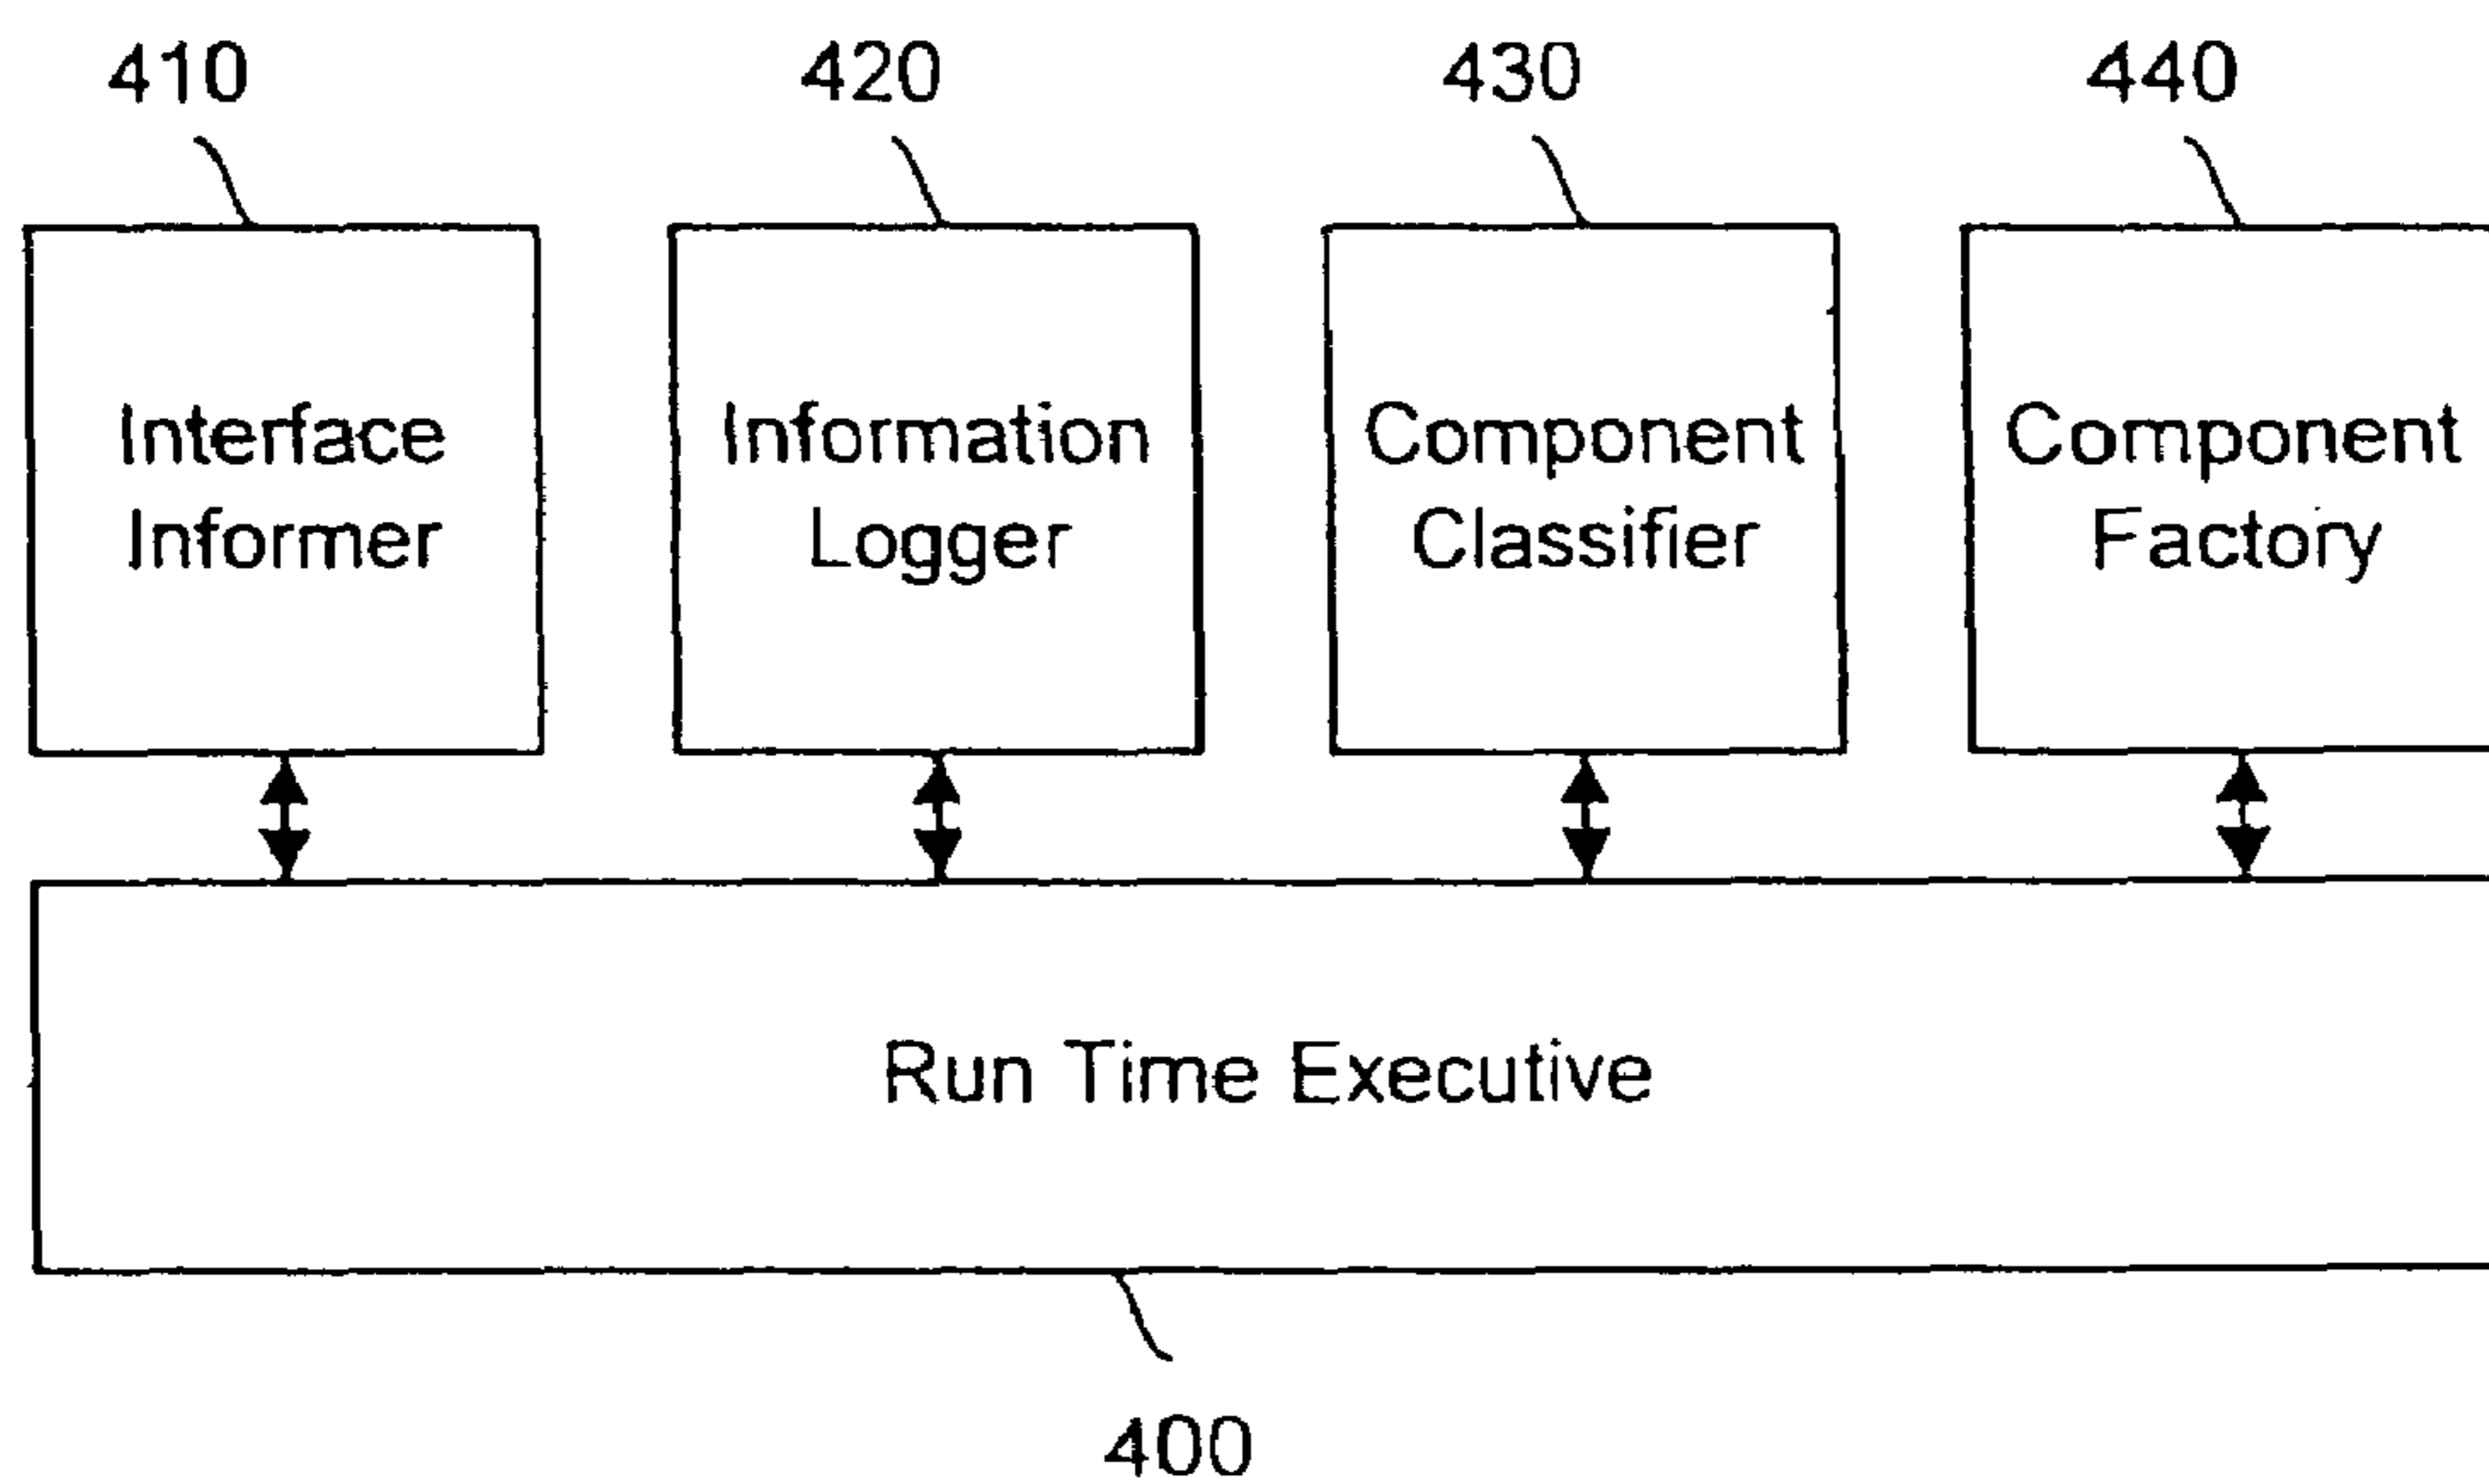 410
420
430
440
Interface
Informer
Information
Logger
Component
Classifier
Component
Factory
Run Time Executive
400